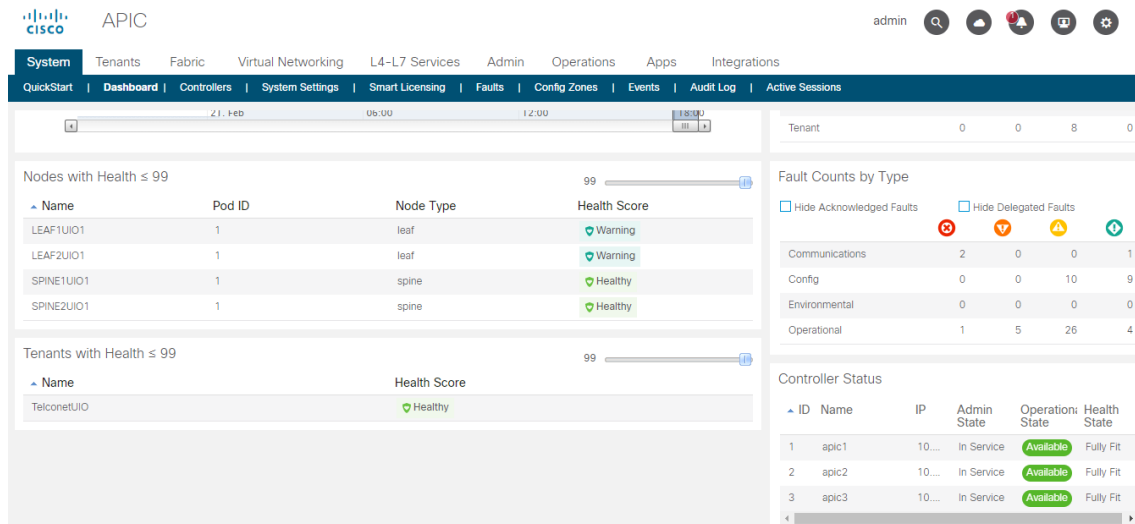 CISCO APIC admin
System Tenants Fabric Virtual Networking L4-L7 Services Admin Operations Apps Integrations
QuickStart | Dashboard | Controllers | System Settings | Smart Licensing | Faults | Config Zones | Events | Audit Log | Active Sessions
21. Feb 06:00 12:00 18:00
Nodes with Health ≤ 99
99
Name Pod ID Node Type Health Score
LEAF1UIO1 1 leaf Warning
LEAF2UIO1 1 leaf Warning
SPINE1UIO1 1 spine Healthy
SPINE2UIO1 1 spine Healthy
Tenants with Health ≤ 99
99
Name Health Score
TelconetUIO Healthy
Tenant 0 0 8 0
Fault Counts by Type
Hide Acknowledged Faults Hide Delegated Faults
Communications 2 0 0 1
Config 0 0 10 9
Environmental 0 0 0 0
Operational 1 5 26 4
Controller Status
ID Name IP Admin State Operationa State Health State
1 apic1 10.... In Service Available Fully Fit
2 apic2 10.... In Service Available Fully Fit
3 apic3 10.... In Service Available Fully Fit